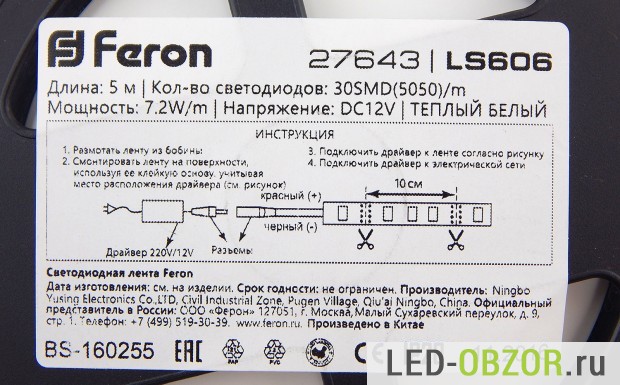 Feron
27643 | LS606
Длина: 5 м | Кол-во светодиодов: 30SMD(5050)/m
Мощность: 7.2W/m | Напряжение: DC12V | ТЕПЛЫЙ БЕЛЫЙ
ИНСТРУКЦИЯ
1. Размотать ленту из бобины;
2. Смонтировать ленту на поверхности,
используя ее клейкую основу, учитывая
место расположения драйвера (см. рисунок)
3. Подключить драйвер к ленте согласно рисунку
4. Подключить драйвер к электрической сети
красный (+)
10 см
черный (-)
Драйвер 220V/12V
Разъемы
Светодиодная лента Feron
Дата изготовления: см. на изделии. Срок годности: не ограничен. Производитель: Ningbo
Yusing Electronics Co.,LTD, Civil Industrial Zone, Pugen Village, Qiu'aj Ningbo, China. Официальный
представитель в России: ООО «Ферон» 127051, г. Москва,Малый Сухаревский переулок, д. 9,
стр. 1. Телефон +7 (499) 519-30-39. www.feron.ru. Произведено в Китае
BS-160255
EAC
PAP
P/C
LED-OBZOR.ru